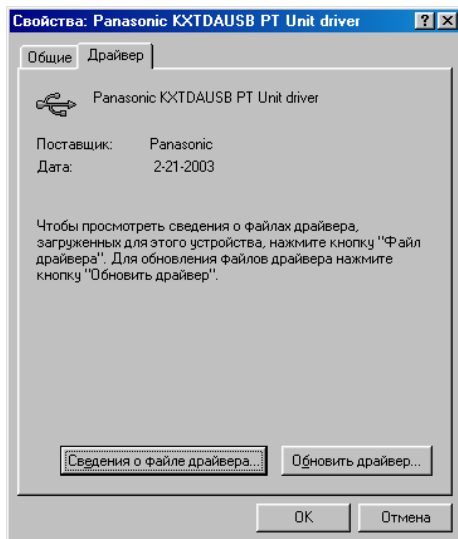 Свойства: Panasonic KXTDAUSB PT Unit driver
Общие Драйвер
Panasonic KXTDAUSB PT Unit driver
Поставщик: Panasonic
Дата: 2-21-2003
Чтобы просмотреть сведения о файлах драйвера,
загруженных для этого устройства, нажмите кнопку "Файл
драйвера". Для обновления файлов драйвера нажмите
кнопку "Обновить драйвер".
Сведения о файле драйвера... Обновить драйвер...
OK Отмена